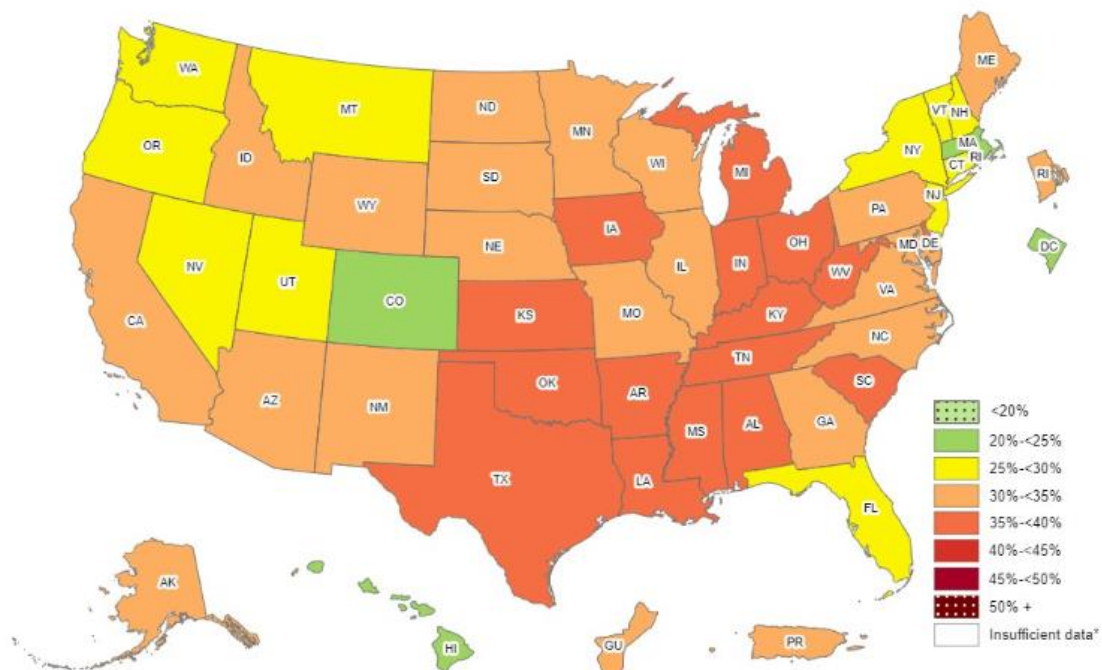 WA
MT
ND
MN
ME
OR
ID
SD
WI
VT
NH
NY
MA
CT
RI
WY
MI
RI
NE
IA
PA
NJ
NV
UT
CO
IL
IN
OH
MD
DE
DC
CA
KS
MO
WV
VA
KY
NC
AZ
NM
OK
AR
TN
SC
TX
LA
MS
AL
GA
FL
AK
HI
GU
PR
<20%
20%-<25%
25%-<30%
30%-<35%
35%-<40%
40%-<45%
45%-<50%
50% +
Insufficient data*